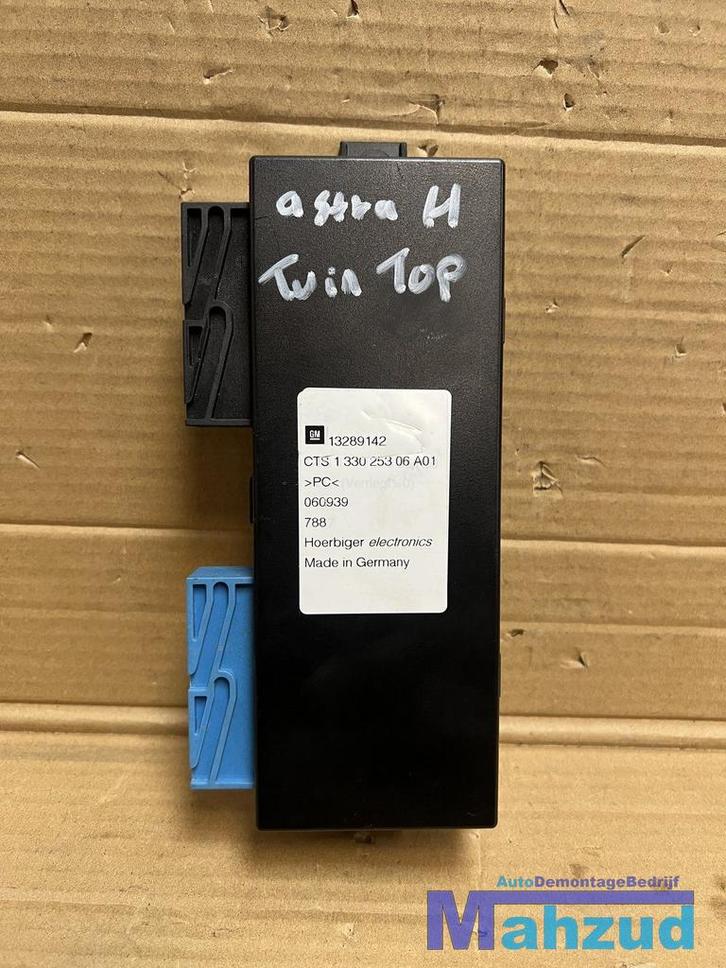 astra H
Twin Top
GM 13289142
CTS 1 330 253 06 A01
>PC<
060939
788
Hoerbiger electronics
Made in Germany
AutoDemontageBedrijf
Mahzud